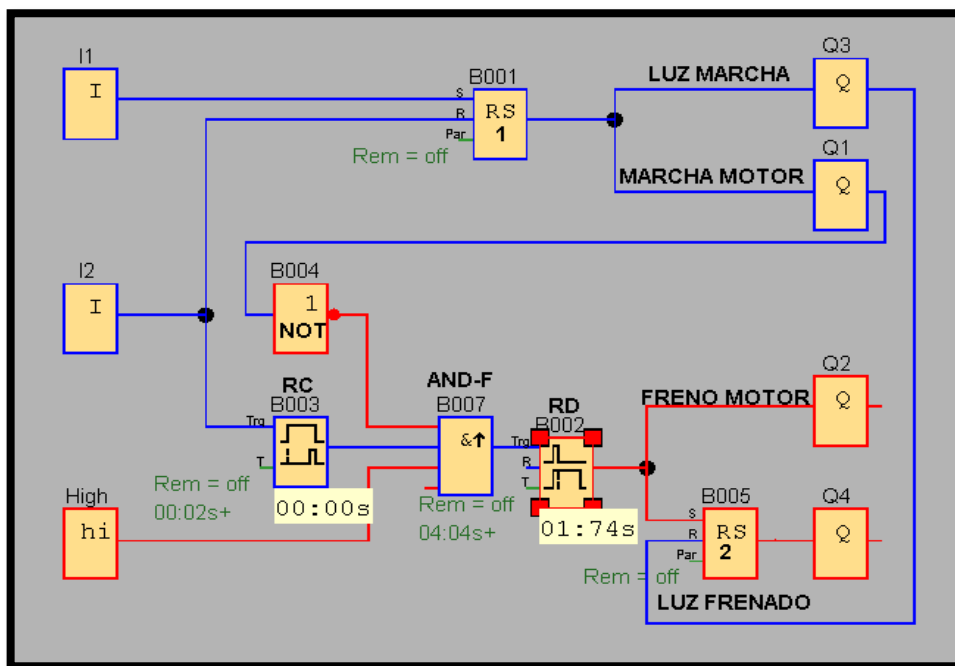 I1
I
B001
S
R
Par
RS
1
Rem = off
LUZ MARCHA
Q3
Q
MARCHA MOTOR
Q1
Q
I2
I
B004
1
NOT
RC
B003
Trg
T
Rem = off
00:02s+
00:00s
AND-F
B007
&↑
Rem = off
04:04s+
RD
B002
Trg
R
T
01:74s
FRENO MOTOR
Q2
Q
High
hi
B005
S
R
Par
RS
2
Rem = off
Q4
Q
LUZ FRENADO